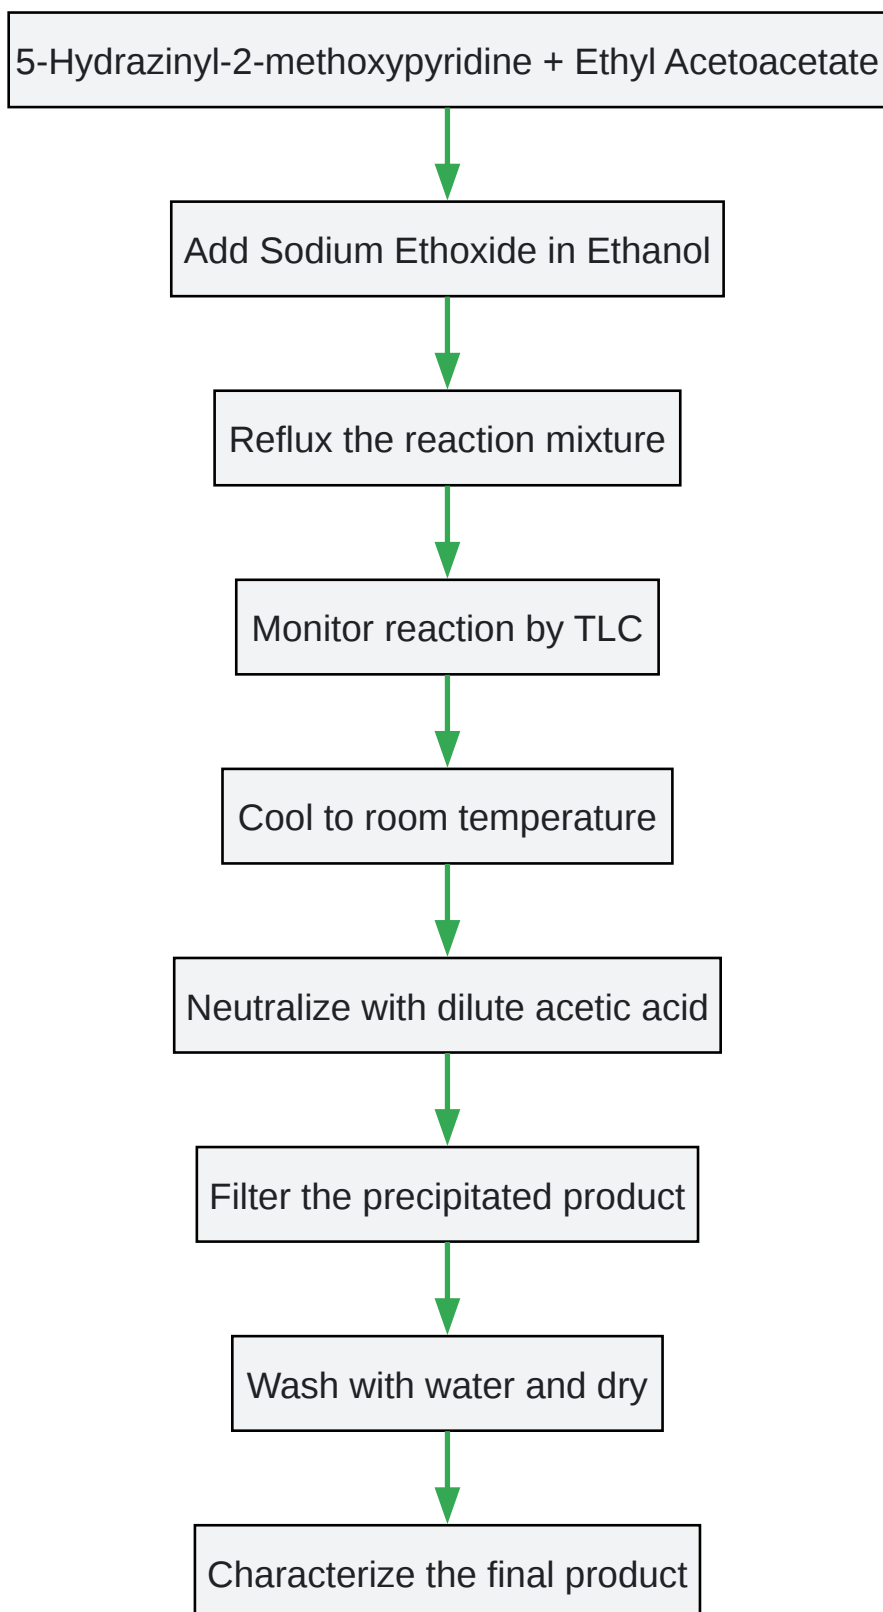 5-Hydrazinyl-2-methoxypyridine + Ethyl Acetoacetate
Add Sodium Ethoxide in Ethanol
Reflux the reaction mixture
Monitor reaction by TLC
Cool to room temperature
Neutralize with dilute acetic acid
Filter the precipitated product
Wash with water and dry
Characterize the final product